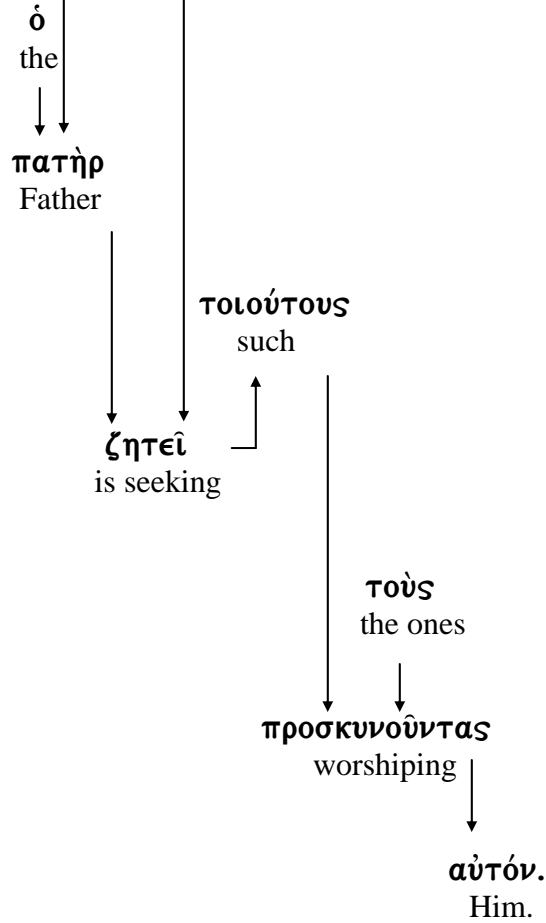 ὁ
the
πατὴρ
Father
τοιούτους
such
ζητεῖ
is seeking
τοὺς
the ones
προσκυνοῦντας
worshiping
αὐτόν.
Him.